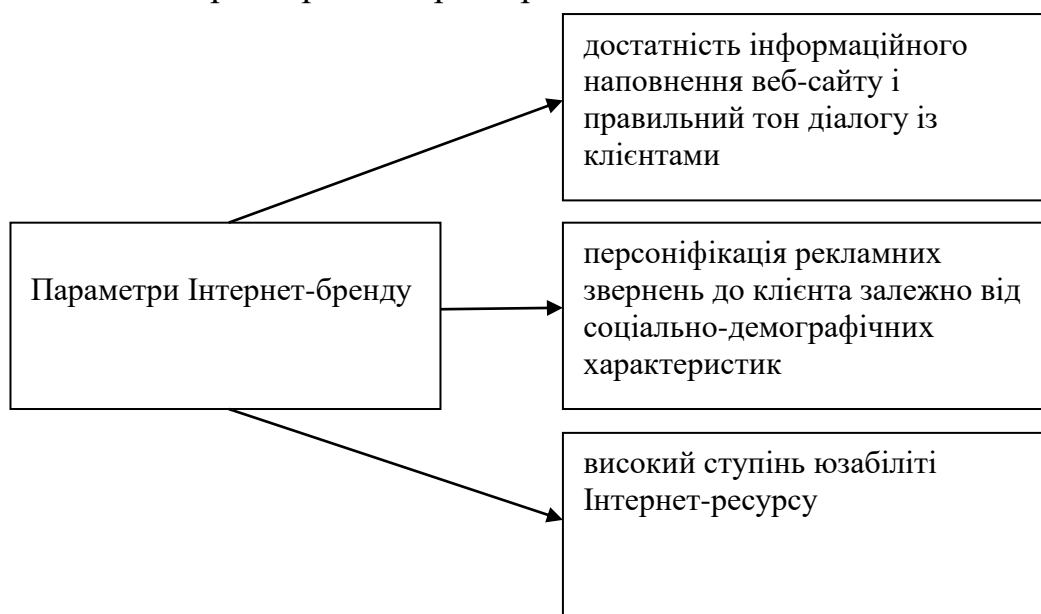 достатність інформаційного
наповнення веб-сайту і
правильний тон діалогу із
клієнтами
Параметри Інтернет-бренду
персоніфікація рекламних
звернень до клієнта залежно від
соціально-демографічних
характеристик
високий ступінь юзабіліті
Інтернет-ресурсу